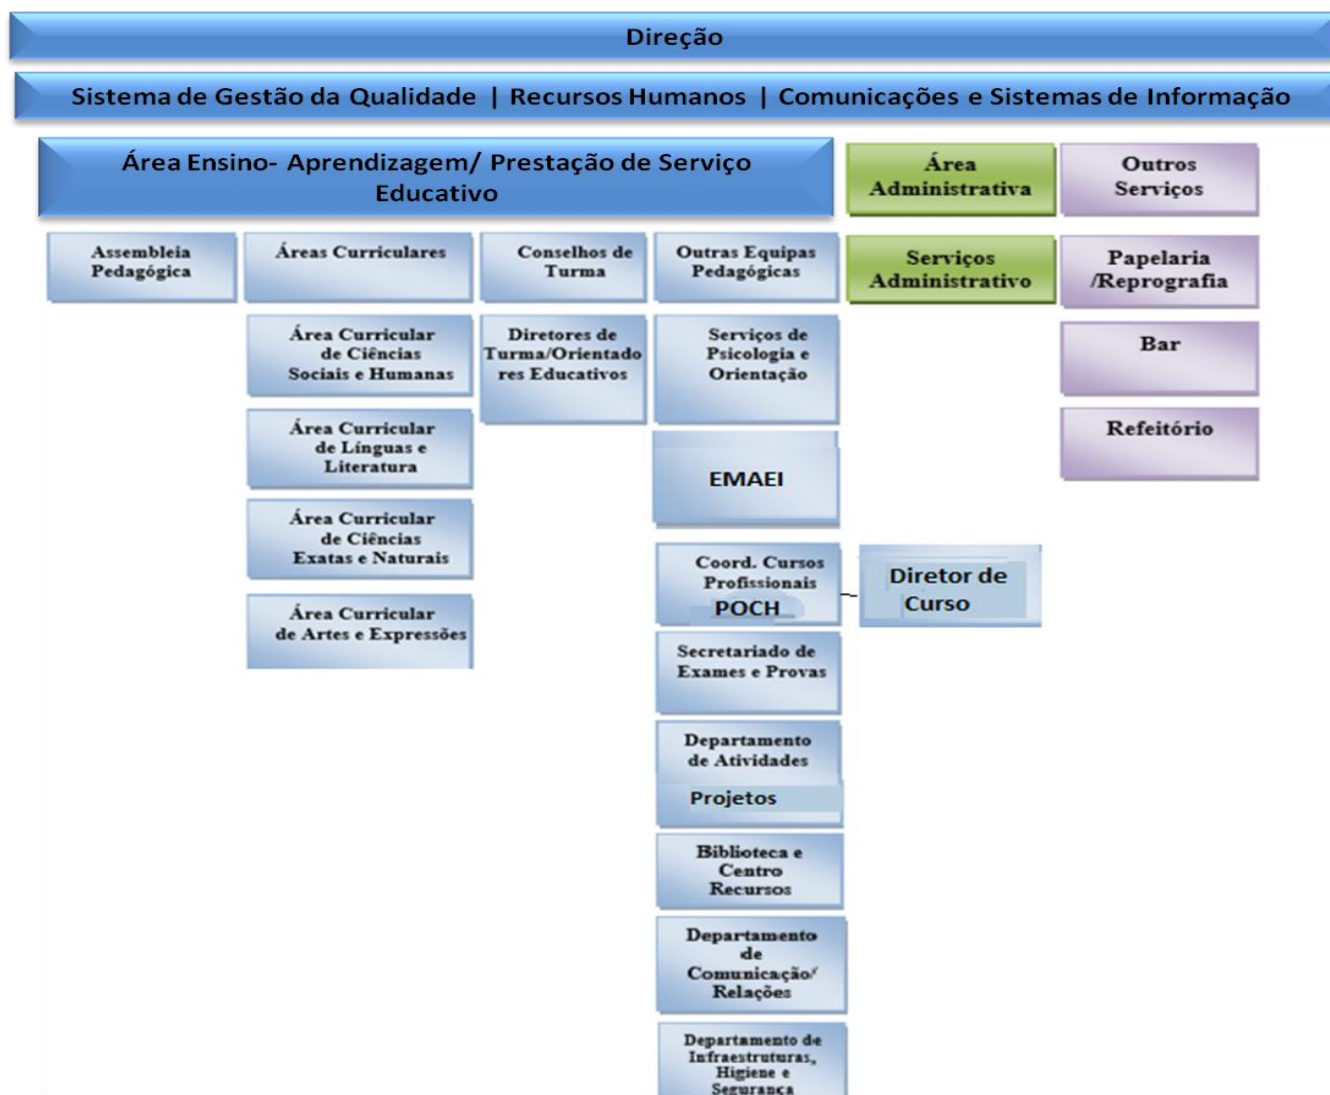 Direção
Sistema de Gestão da Qualidade | Recursos Humanos | Comunicações e Sistemas de Informação
Área Ensino- Aprendizagem/ Prestação de Serviço
Educativo
Área
Administrativa
Outros
Serviços
Assembleia
Pedagógica
Áreas Curriculares
Conselhos de
Turma
Outras Equipas
Pedagógicas
Serviços
Administrativo
Papelaria
/Reprografia
Área Curricular
de Ciências
Sociais e Humanas
Área Curricular
de Línguas e
Literatura
Área Curricular
de Ciências
Exatas e Naturais
Área Curricular
de Artes e Expressões
Diretores de
Turma/Orientado
res Educativos
Serviços de
Psicologia e
Orientação
EMAEI
Coord. Cursos
Profissionais
POCH
Diretor de
Curso
Secretariado de
Exames e Provas
Departamento
de Atividades
Projetos
Biblioteca e
Centro
Recursos
Departamento
de
Comunicação/
Relações
Departamento de
Infraestruturas,
Higiene e
Segurança
Bar
Refeitório